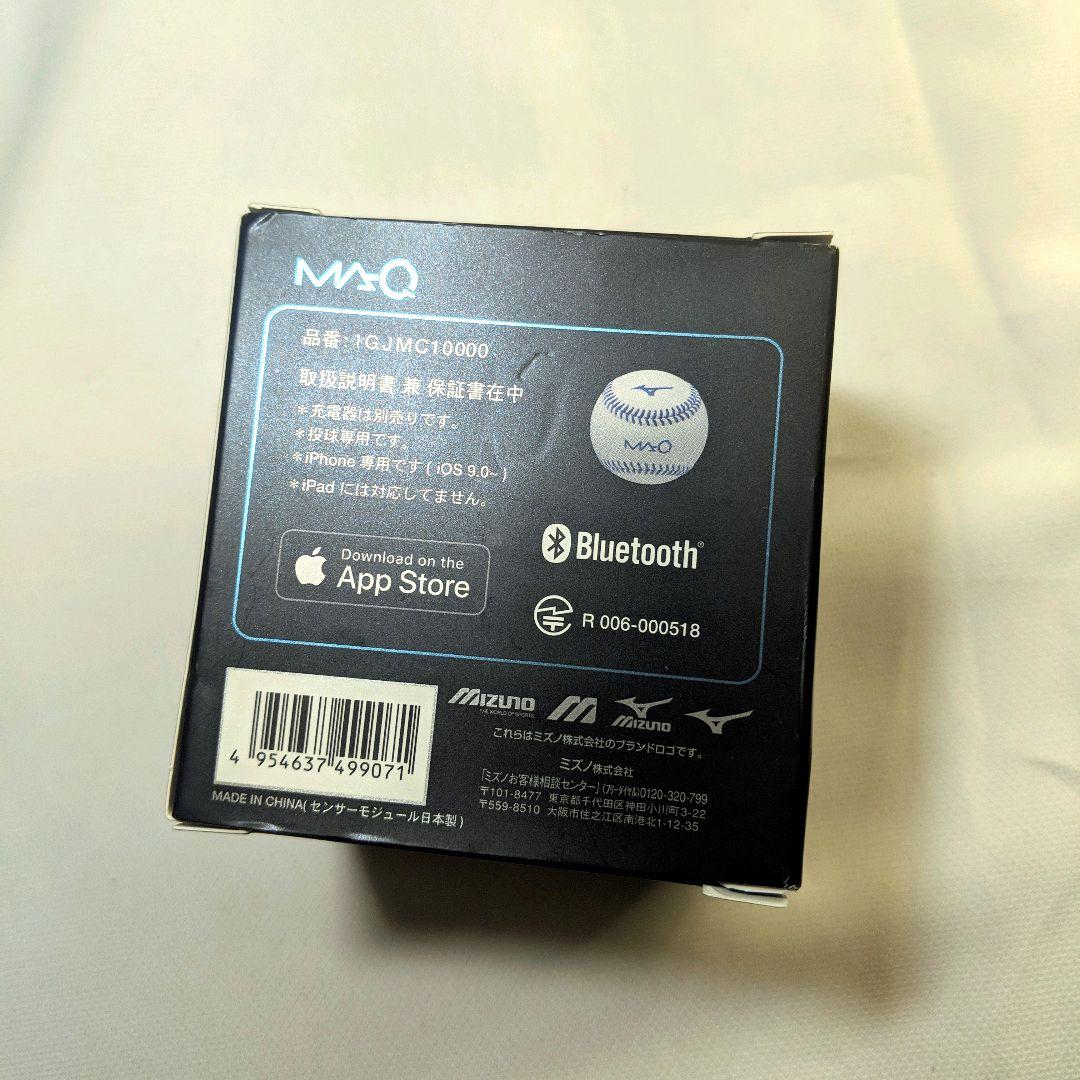 MA-Q
品番:1GJMC10000
取扱説明書 兼 保証書在中
*充電器は別売りです。
*投球専用です。
*iPhone 専用です( iOS 9.0~ )
*iPad には対応してません。
MA-Q
Download on the
App Store
Bluetooth®
R 006-000518
4 954637 499071
MADE IN CHINA(センサーモジュール日本製)
MIZUNO
THE WORLD OF SPORTS
MIZUNO
これらはミズノ株式会社のブランドロゴです。
ミズノ株式会社
「ミズノお客様相談センター」(フリーダイヤル)0120-320-799
〒101-8477 東京都千代田区神田小川町3-22
〒559-8510 大阪市住之江区南港北1-12-35